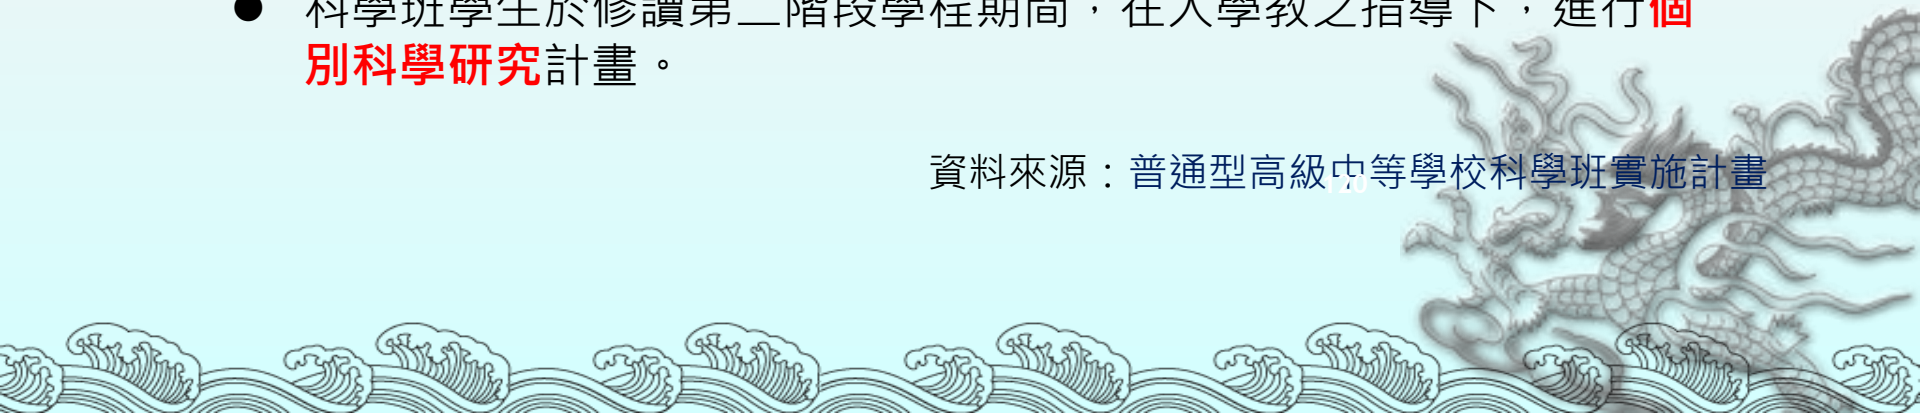 ● 科學班學生於修讀第二階段學程期間，在大學教之指導下，進行個
別科學研究計畫。
資料來源：普通型高級中等學校科學班實施計畫
120